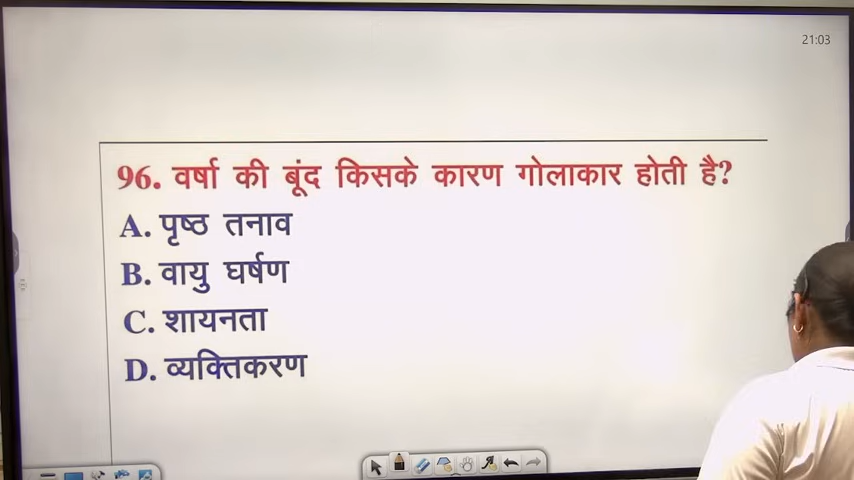 21:03
96. वर्षा की बूंद किसके कारण गोलाकार होती है?
A. पृष्ठ तनाव
B. वायु घर्षण
C. शायनता
D. व्यक्तिकरण